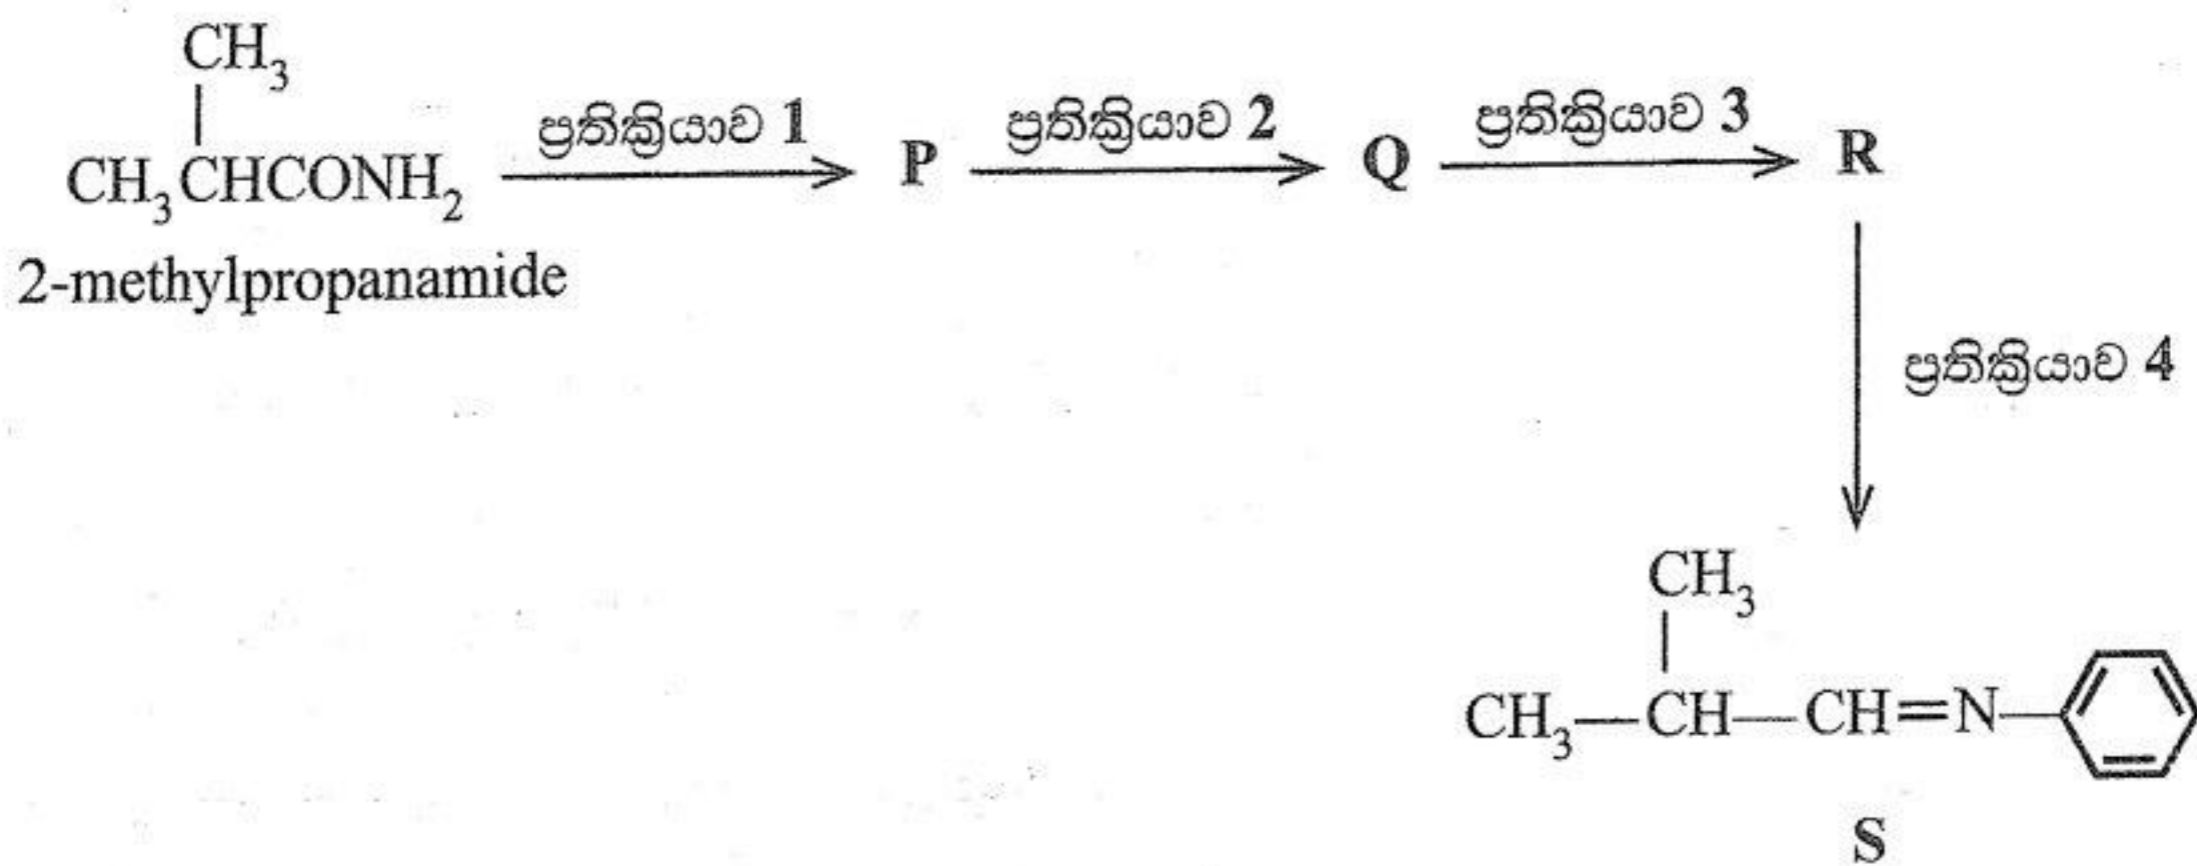 CH₃
CH₃CHCONH₂
2-methylpropanamide
ප්‍රතික්‍රියාව 1
P
ප්‍රතික්‍රියාව 2
Q
ප්‍රතික්‍රියාව 3
R
ප්‍රතික්‍රියාව 4
CH₃
CH₃—CH—CH=N—
S